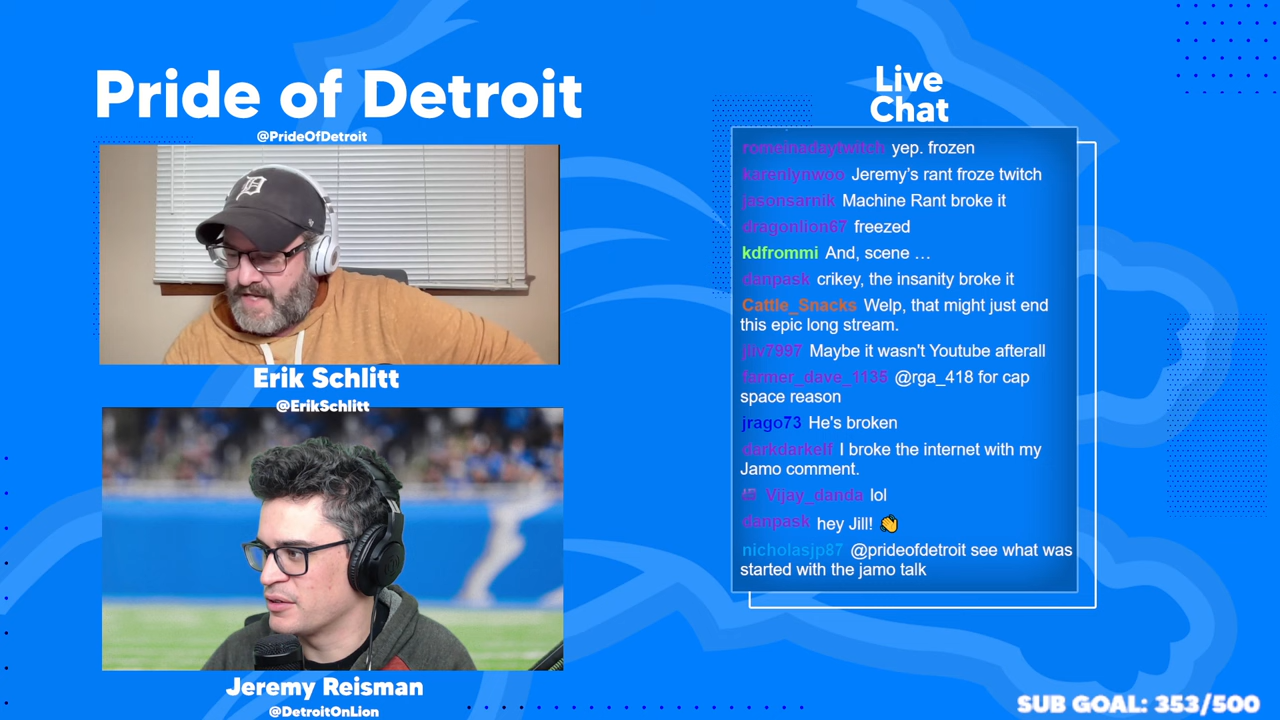 Pride of Detroit
@PrideOfDetroit
D
Erik Schlitt
@ErikSchlitt
Jeremy Reisman
@DetroitOnLion
Live
Chat
romeinadaytwitch yep. frozen
karenlynwoo Jeremy's rant froze twitch
jasonsarnik Machine Rant broke it
dragonlion67 freezed
kdfrommi And, scene …
danpask crikey, the insanity broke it
Cattle_Snacks Welp, that might just end
this epic long stream.
Maybe it wasn't Youtube afterall
farmer_dave_1135 @rga_418 for cap
space reason
jrago73 He's broken
darkdarkelf I broke the internet with my
Jamo comment.
Vijay_danda lol
danpask hey Jill! 👏
nicholasjp87 @prideofdetroit see what was
started with the jamo talk
SUB GOAL: 353/500